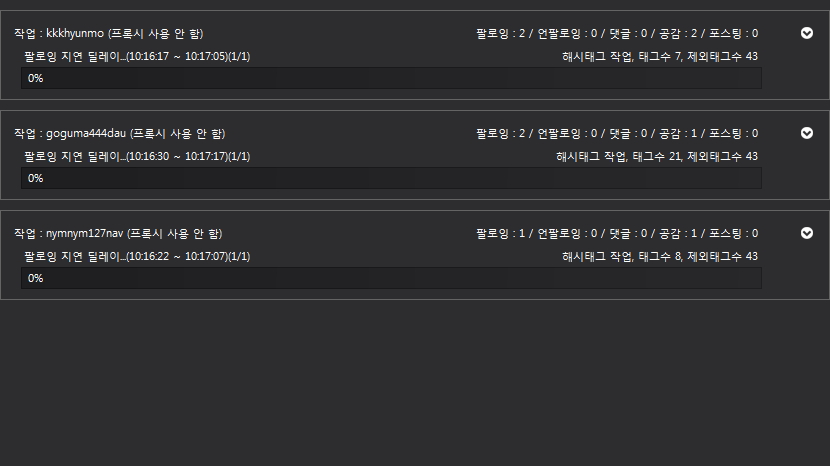 작업 : kkkhyunmo (프록시 사용 안 함) 팔로잉 : 2 / 언팔로잉 : 0 / 댓글 : 0 / 공감 : 2 / 포스팅 : 0
팔로잉 지연 딜레이...(10:16:17 ~ 10:17:05)(1/1) 해시태그 작업, 태그수 7, 제외태그수 43
0%
작업 : goguma444dau (프록시 사용 안 함) 팔로잉 : 2 / 언팔로잉 : 0 / 댓글 : 0 / 공감 : 1 / 포스팅 : 0
팔로잉 지연 딜레이...(10:16:30 ~ 10:17:17)(1/1) 해시태그 작업, 태그수 21, 제외태그수 43
0%
작업 : nymnym127nav (프록시 사용 안 함) 팔로잉 : 1 / 언팔로잉 : 0 / 댓글 : 0 / 공감 : 1 / 포스팅 : 0
팔로잉 지연 딜레이...(10:16:22 ~ 10:17:07)(1/1) 해시태그 작업, 태그수 8, 제외태그수 43
0%